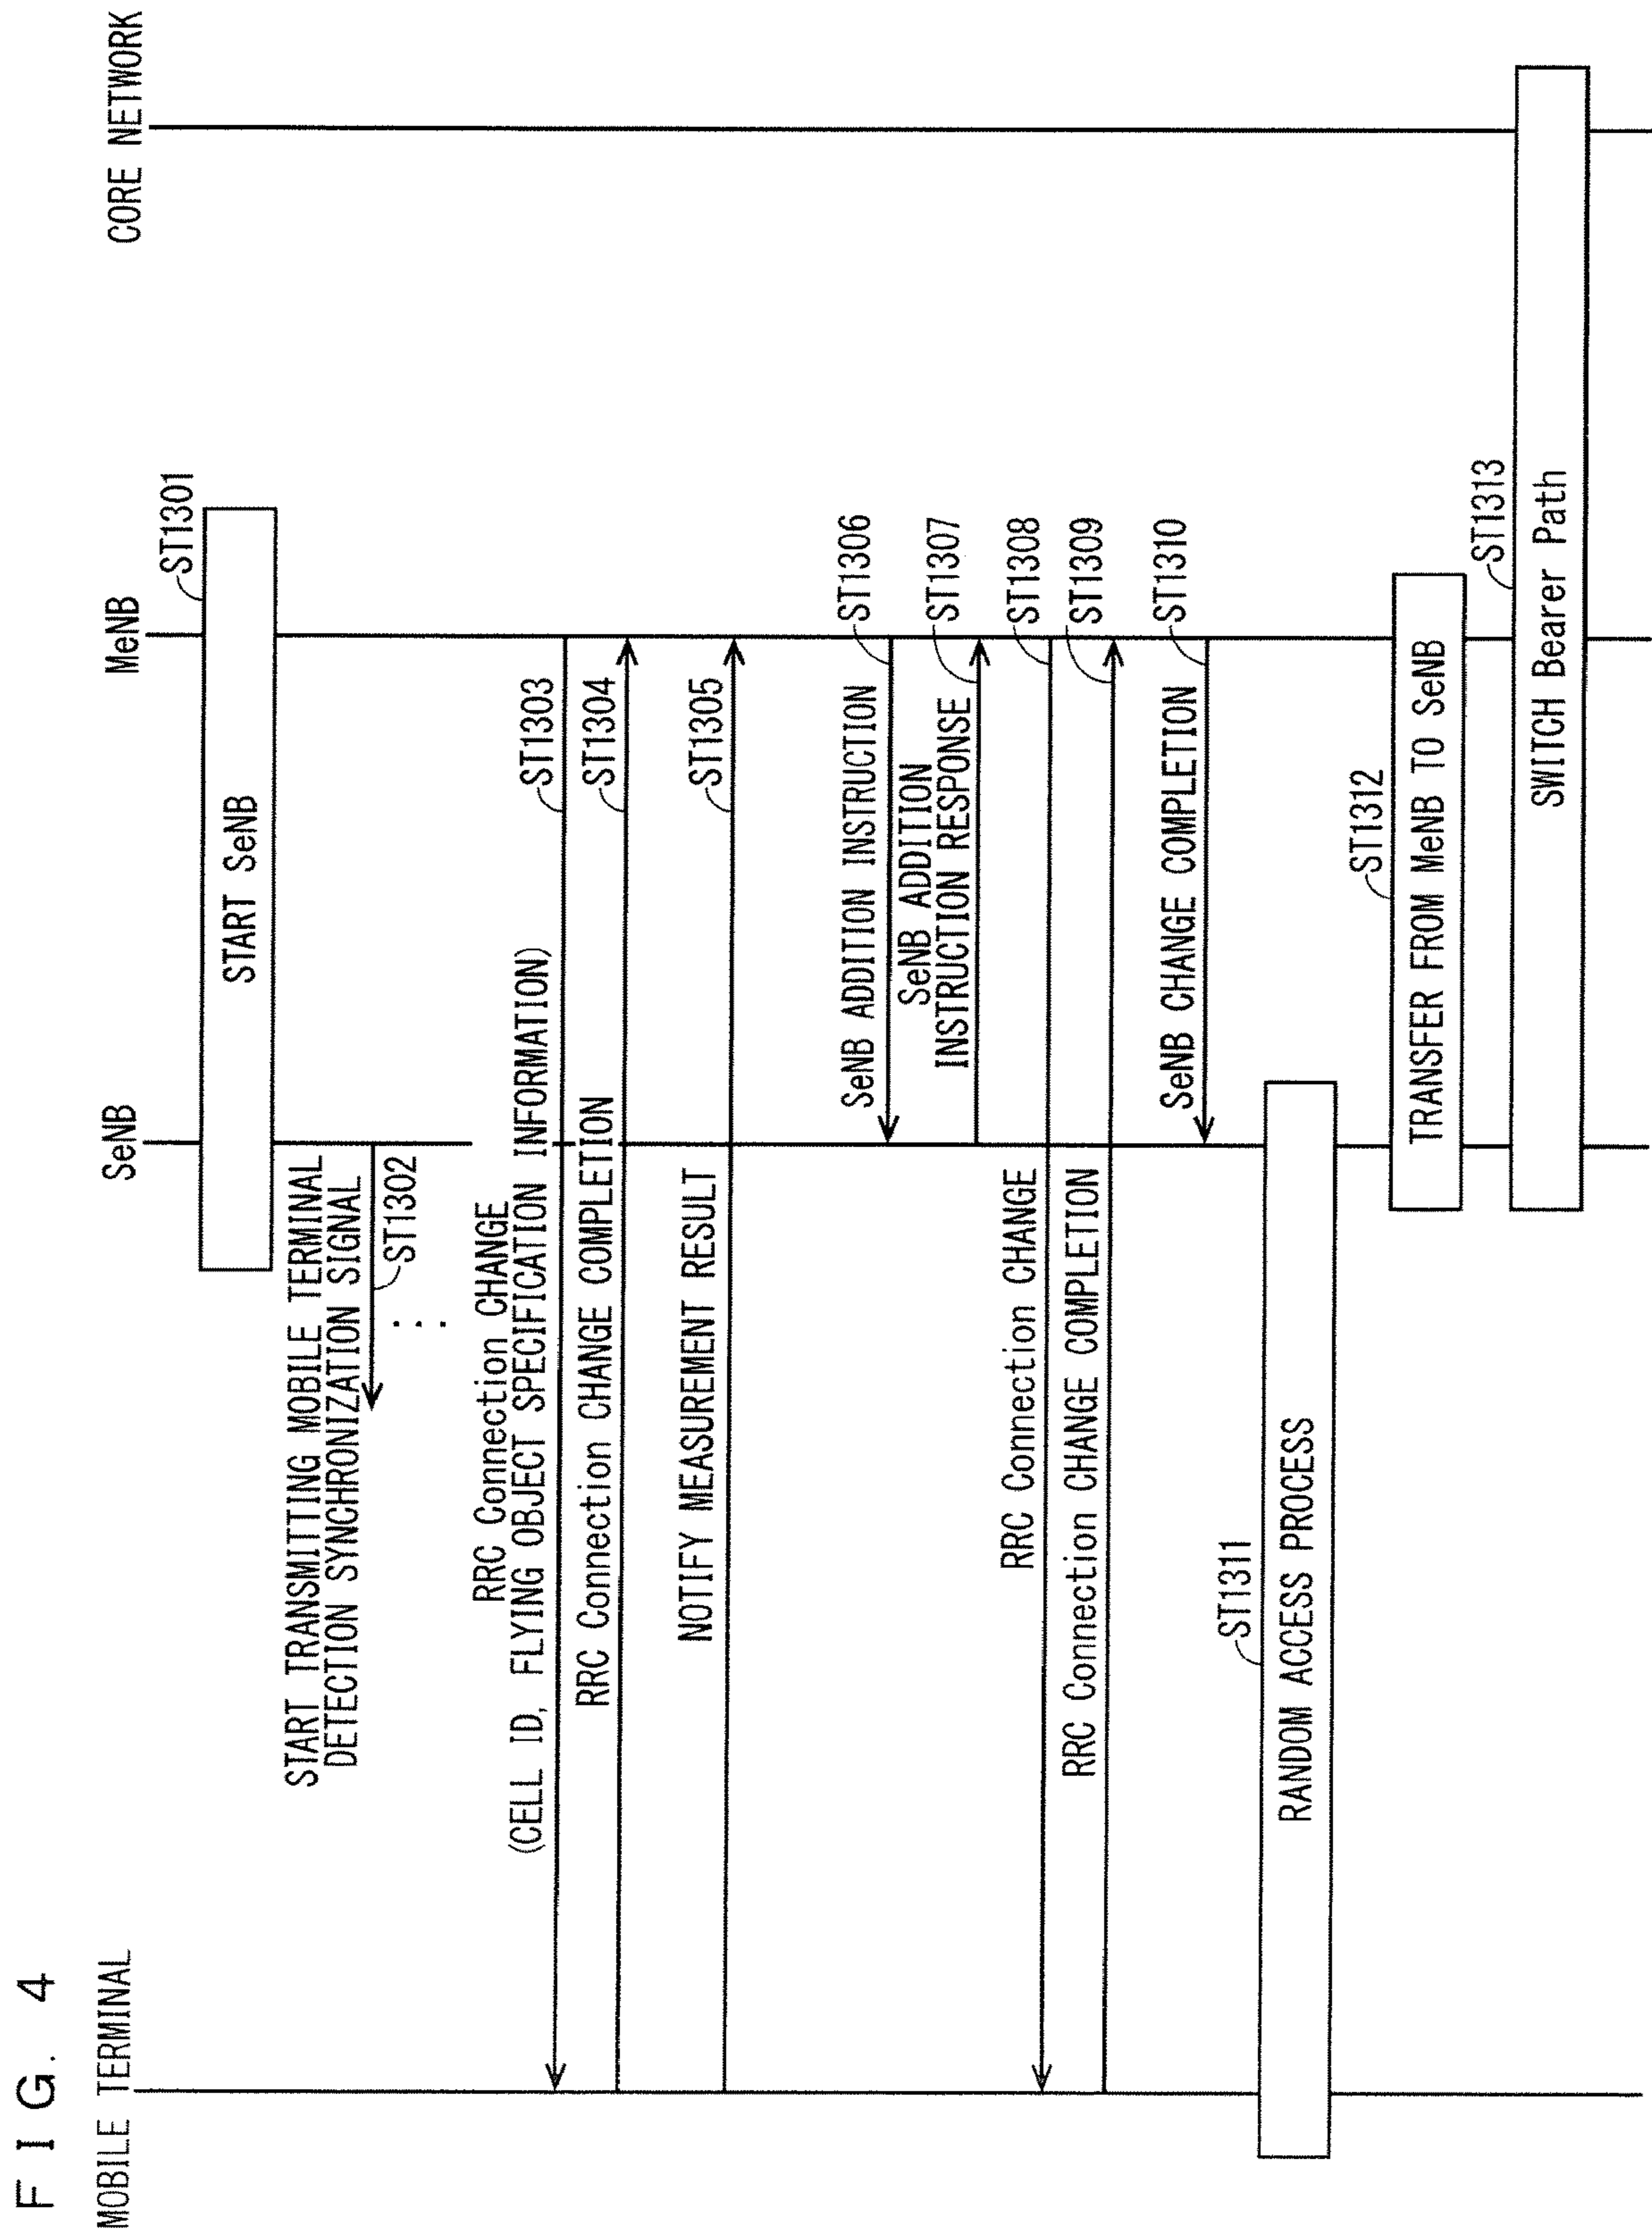 FIG. 4
MOBILE TERMINAL
SeNB
MeNB
CORE NETWORK
ST1301
START SeNB
START TRANSMITTING MOBILE TERMINAL
DETECTION SYNCHRONIZATION SIGNAL
ST1302
RRC Connection CHANGE
(CELL ID, FLYING OBJECT SPECIFICATION INFORMATION)
ST1303
RRC Connection CHANGE COMPLETION
ST1304
NOTIFY MEASUREMENT RESULT
ST1305
SeNB ADDITION INSTRUCTION
ST1306
SeNB ADDITION
INSTRUCTION RESPONSE
ST1307
RRC Connection CHANGE
ST1308
RRC Connection CHANGE COMPLETION
ST1309
SeNB CHANGE COMPLETION
ST1310
ST1311
RANDOM ACCESS PROCESS
ST1312
TRANSFER FROM MeNB TO SeNB
ST1313
SWITCH Bearer Path